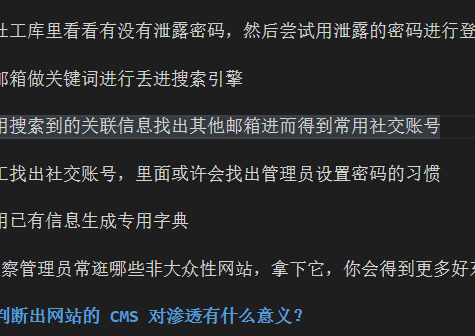 社工库里看看有没有泄露密码，然后尝试用泄露的密码进行登
邮箱做关键词进行丢进搜索引擎
用搜索到的关联信息找出其他邮箱进而得到常用社交账号
工找出社交账号，里面或许会找出管理员设置密码的习惯
用已有信息生成专用字典
察管理员常逛哪些非大众性网站，拿下它，你会得到更多好
判断出网站的 CMS 对渗透有什么意义？